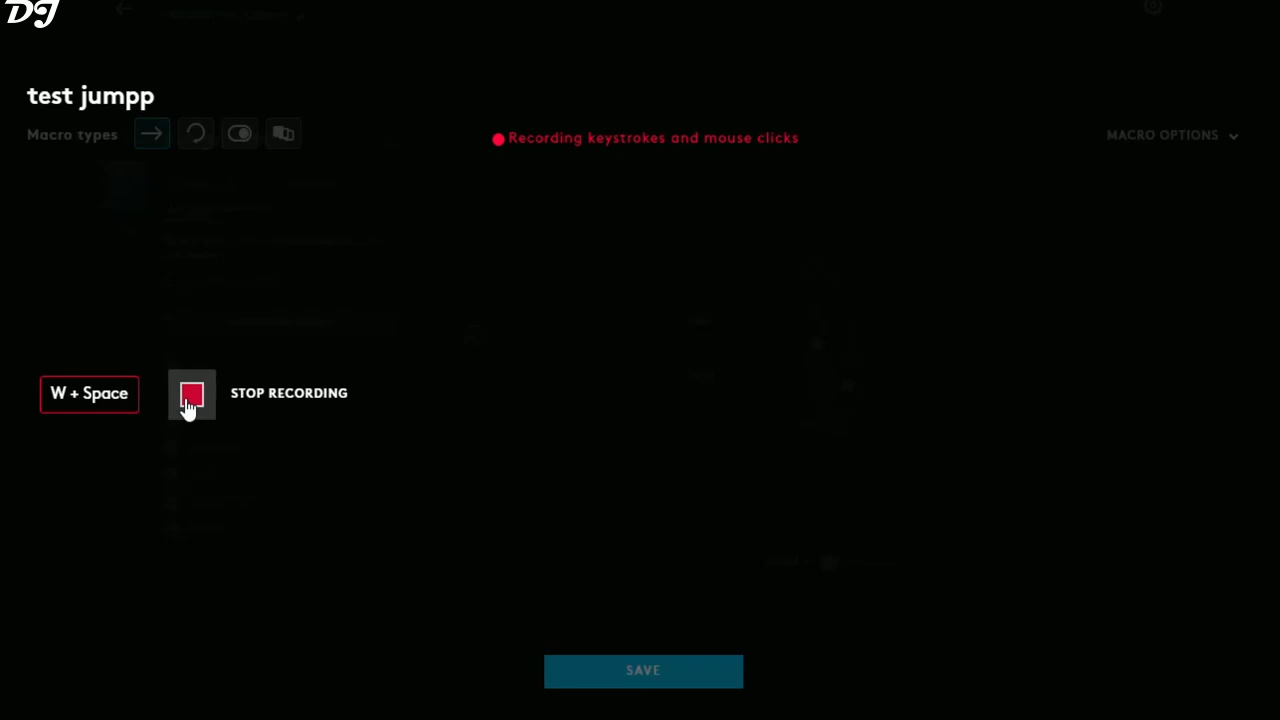 DJ
test jumpp
Macro types
Recording keystrokes and mouse clicks
MACRO OPTIONS
W + Space
STOP RECORDING
SAVE